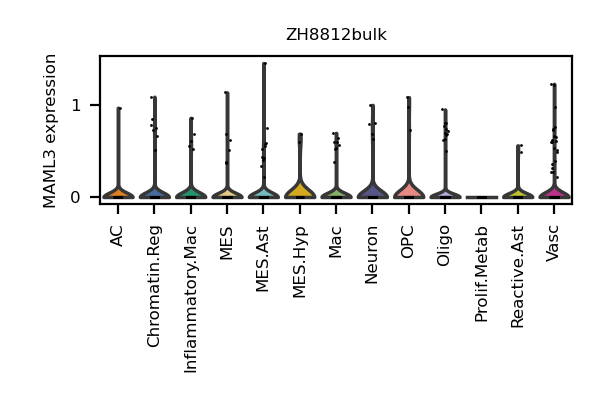 ZH8812bulk
MAML3 expression
1
0
AC
Chromatin.Reg
Inflammatory.Mac
MES
MES.Ast
MES.Hyp
Mac
Neuron
OPC
Oligo
Prolif.Metab
Reactive.Ast
Vasc